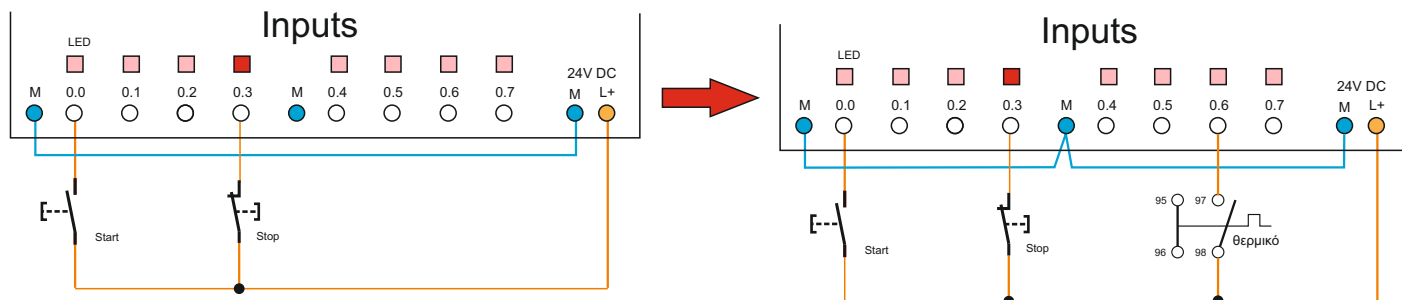 Inputs
LED
24V DC
M 0.0 0.1 0.2 0.3 M 0.4 0.5 0.6 0.7 M L+
Start
Stop
Inputs
LED
24V DC
M 0.0 0.1 0.2 0.3 M 0.4 0.5 0.6 0.7 M L+
95 97
Start
Stop
θερμικό
96 98